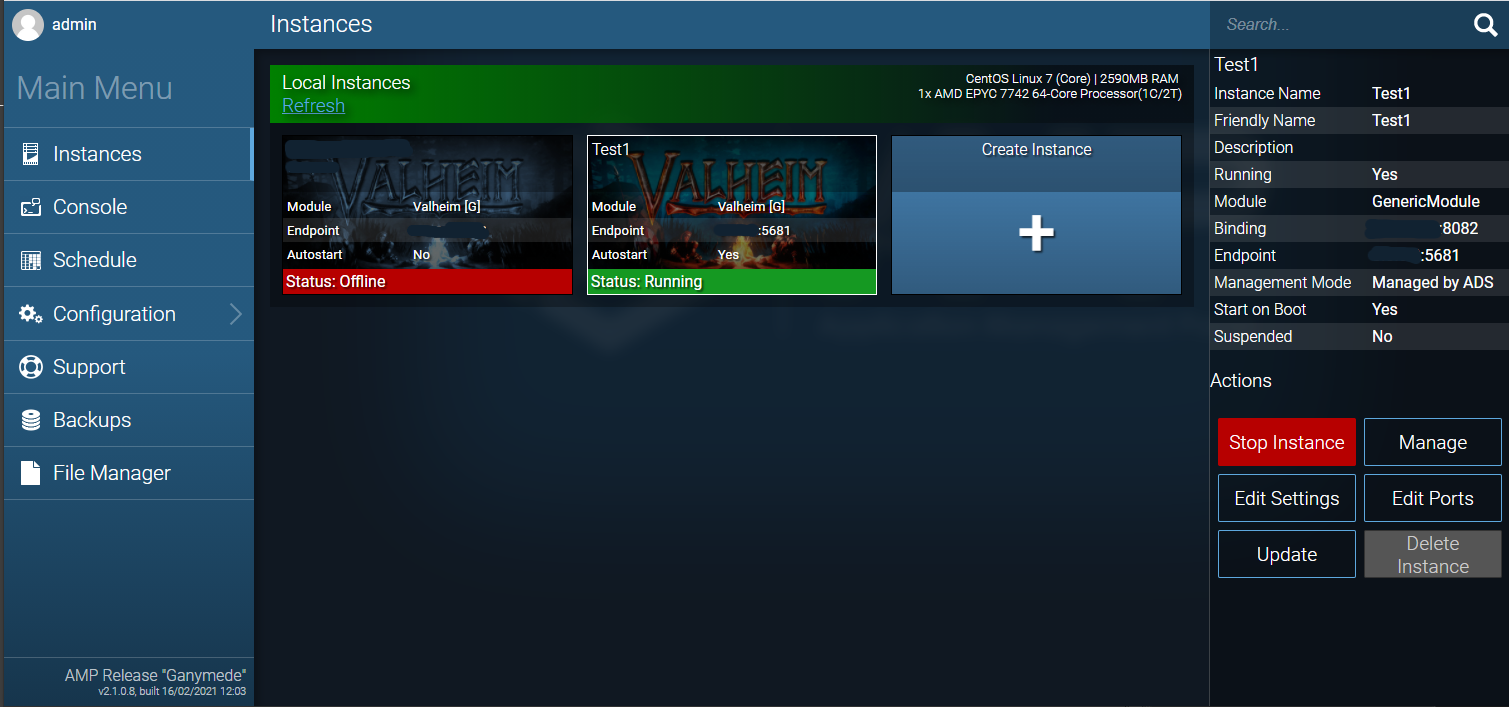 admin
Instances
Search...
Main Menu
Instances
Console
Schedule
Configuration
Support
Backups
File Manager
AMP Release "Ganymede"
v2.1.0.8, built 16/02/2021 12:03
Local Instances
Refresh
CentOS Linux 7 (Core) | 2590MB RAM
1x AMD EPYC 7742 64-Core Processor(1C/2T)
VALHEIM
Module Valheim [G]
Endpoint
Autostart No
Status: Offline
Test1
VALHEIM
Module Valheim [G]
Endpoint :5681
Autostart Yes
Status: Running
Create Instance
Test1
Instance Name Test1
Friendly Name Test1
Description
Running Yes
Module GenericModule
Binding :8082
Endpoint :5681
Management Mode Managed by ADS
Start on Boot Yes
Suspended No
Actions
Stop Instance
Manage
Edit Settings
Edit Ports
Update
Delete
Instance